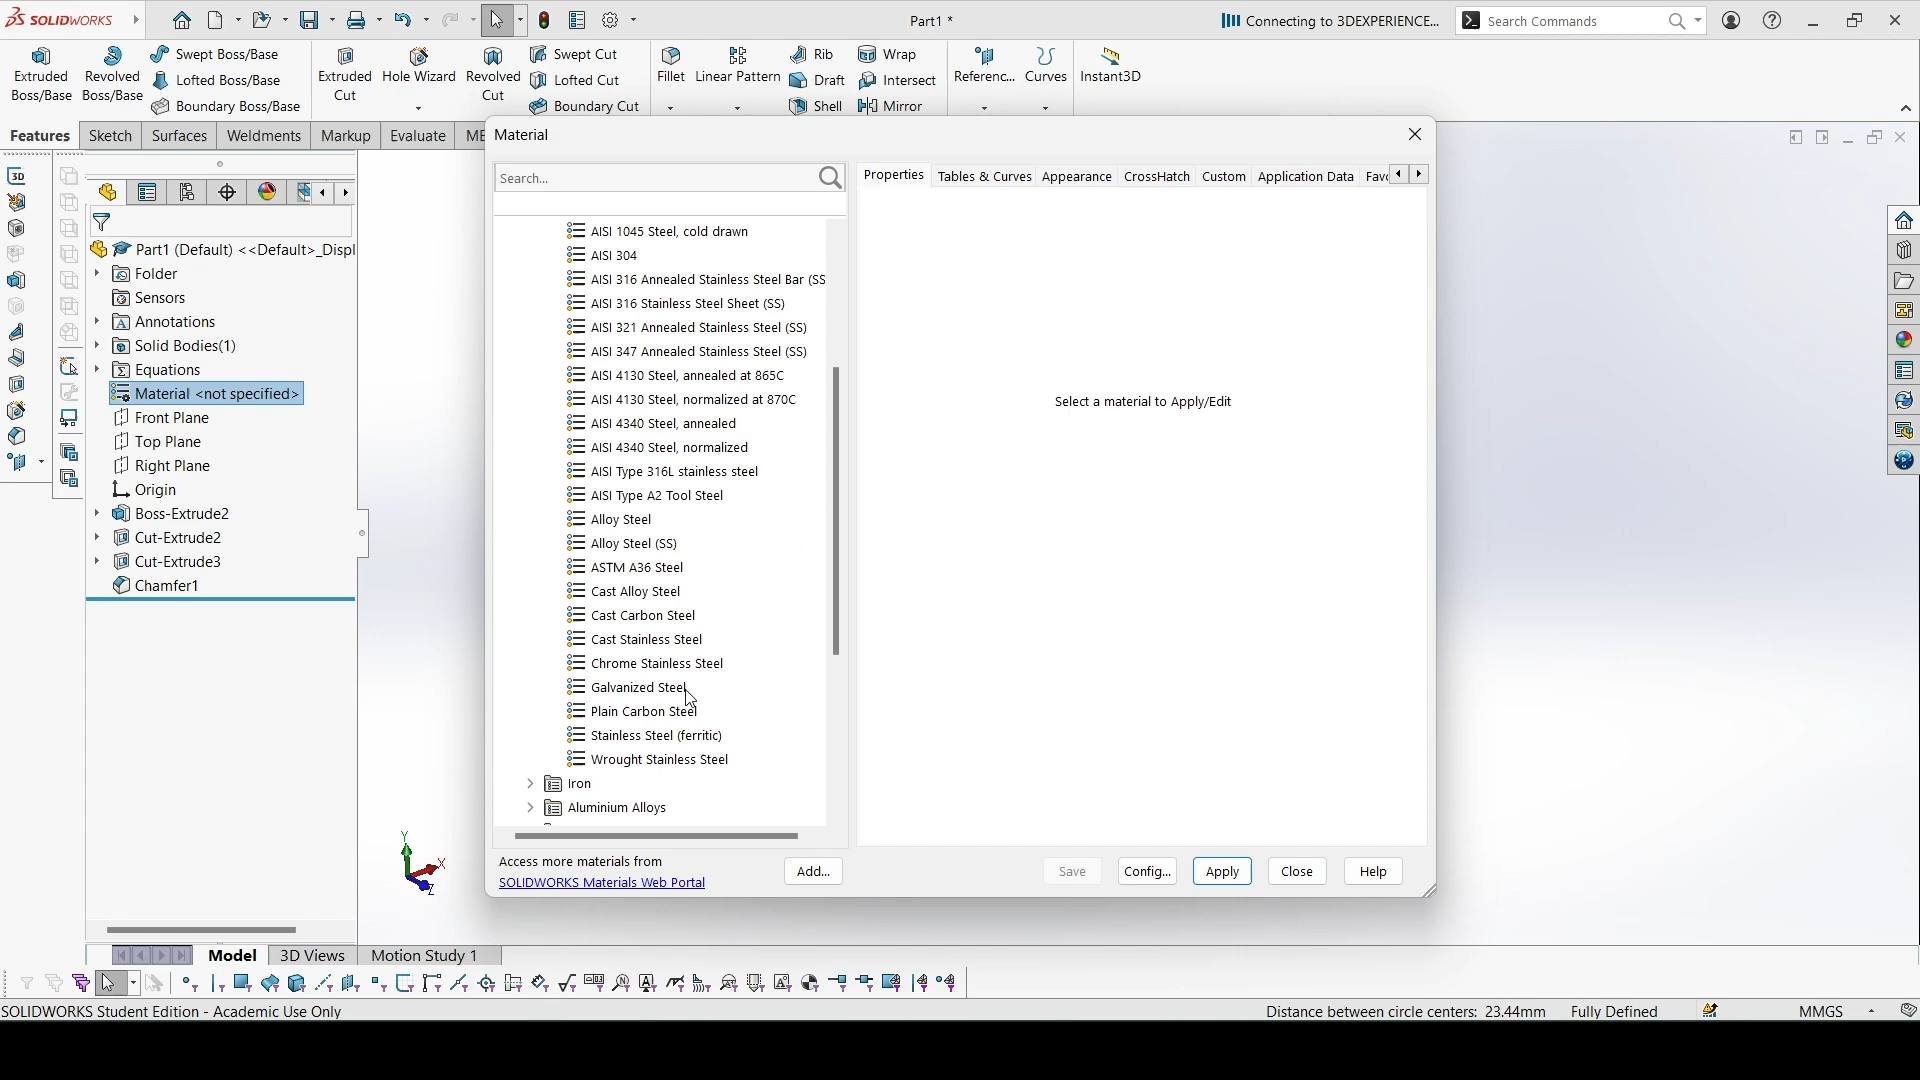 SOLIDWORKS
Part1 *
Connecting to 3DEXPERIENCE...
Search Commands
Extruded Boss/Base
Revolved Boss/Base
Swept Boss/Base
Lofted Boss/Base
Boundary Boss/Base
Extruded Cut
Hole Wizard
Revolved Cut
Swept Cut
Lofted Cut
Boundary Cut
Fillet
Linear Pattern
Rib
Draft
Shell
Wrap
Intersect
Mirror
Referenc...
Curves
Instant3D
Features
Sketch
Surfaces
Weldments
Markup
Evaluate
Part1 (Default) <<Default>_Displ
Folder
Sensors
Annotations
Solid Bodies(1)
Equations
Material <not specified>
Front Plane
Top Plane
Right Plane
Origin
Boss-Extrude2
Cut-Extrude2
Cut-Extrude3
Chamfer1
Material
Search...
AISI 1045 Steel, cold drawn
AISI 304
AISI 316 Annealed Stainless Steel Bar (SS
AISI 316 Stainless Steel Sheet (SS)
AISI 321 Annealed Stainless Steel (SS)
AISI 347 Annealed Stainless Steel (SS)
AISI 4130 Steel, annealed at 865C
AISI 4130 Steel, normalized at 870C
AISI 4340 Steel, annealed
AISI 4340 Steel, normalized
AISI Type 316L stainless steel
AISI Type A2 Tool Steel
Alloy Steel
Alloy Steel (SS)
ASTM A36 Steel
Cast Alloy Steel
Cast Carbon Steel
Cast Stainless Steel
Chrome Stainless Steel
Galvanized Steel
Plain Carbon Steel
Stainless Steel (ferritic)
Wrought Stainless Steel
Iron
Aluminium Alloys
Access more materials from
SOLIDWORKS Materials Web Portal
Add...
Properties
Tables & Curves
Appearance
CrossHatch
Custom
Application Data
Select a material to Apply/Edit
Save
Config...
Apply
Close
Help
Y
X
Z
Model
3D Views
Motion Study 1
SOLIDWORKS Student Edition - Academic Use Only
Distance between circle centers: 23.44mm
Fully Defined
MMGS